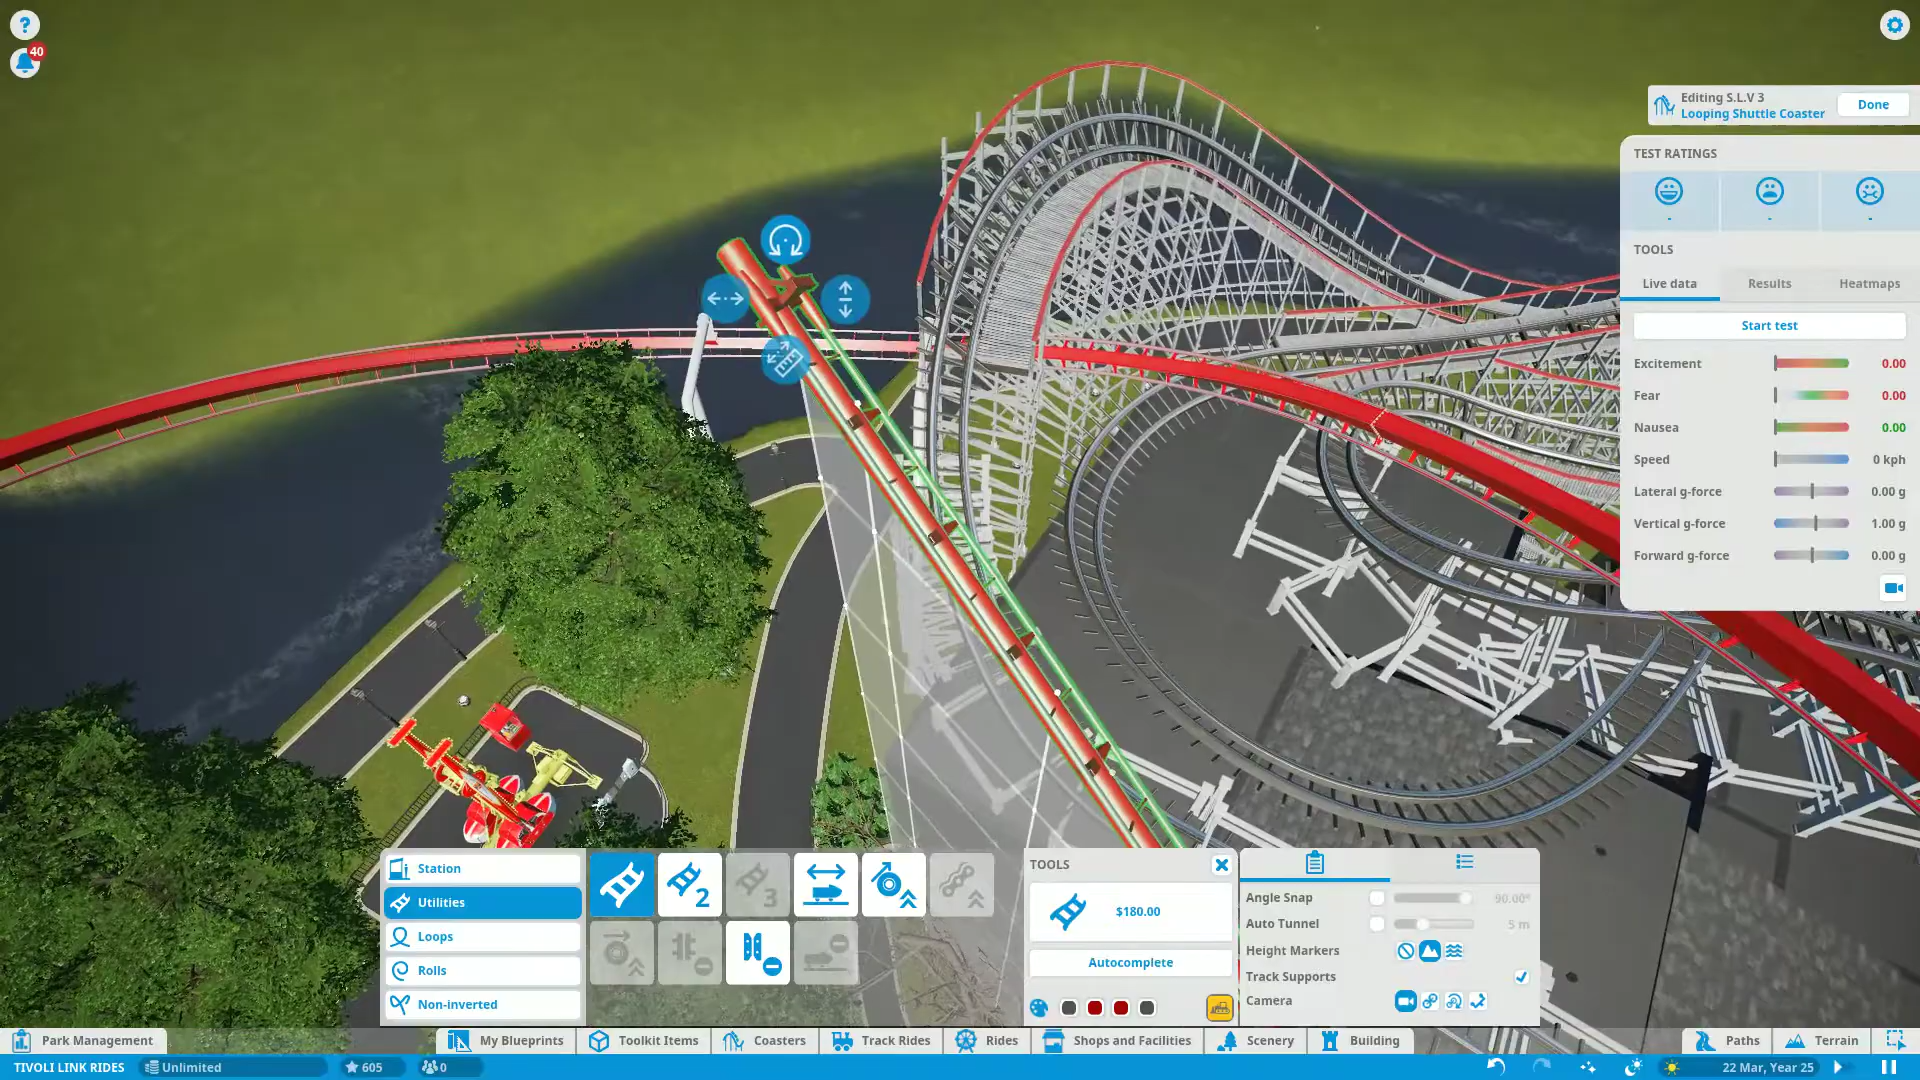 ?
40
Editing S.L.V 3
Looping Shuttle Coaster
Done
TEST RATINGS
-
-
-
TOOLS
Live data
Results
Heatmaps
Start test
Excitement
0.00
Fear
0.00
Nausea
0.00
Speed
0 kph
Lateral g-force
0.00 g
Vertical g-force
1.00 g
Forward g-force
0.00 g
Station
Utilities
Loops
Rolls
Non-inverted
2
3
TOOLS
$180.00
Autocomplete
Angle Snap
90.00°
Auto Tunnel
5 m
Height Markers
Track Supports
Camera
Park Management
My Blueprints
Toolkit Items
Coasters
Track Rides
Rides
Shops and Facilities
Scenery
Building
Paths
Terrain
TIVOLI LINK RIDES
Unlimited
605
0
22 Mar, Year 25